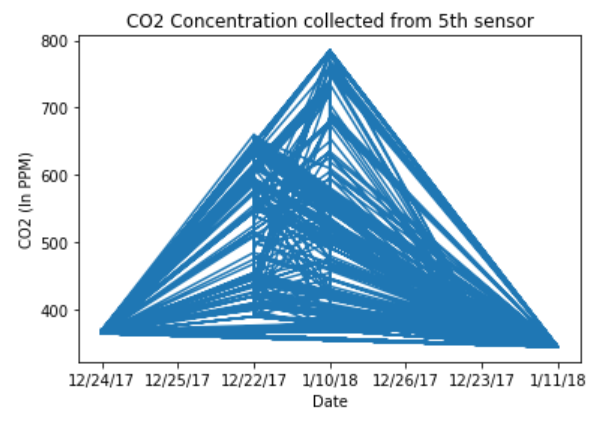 CO2 Concentration collected from 5th sensor
800
700
600
500
400
CO2 (In PPM)
12/24/17 12/25/17 12/22/17 1/10/18 12/26/17 12/23/17 1/11/18
Date